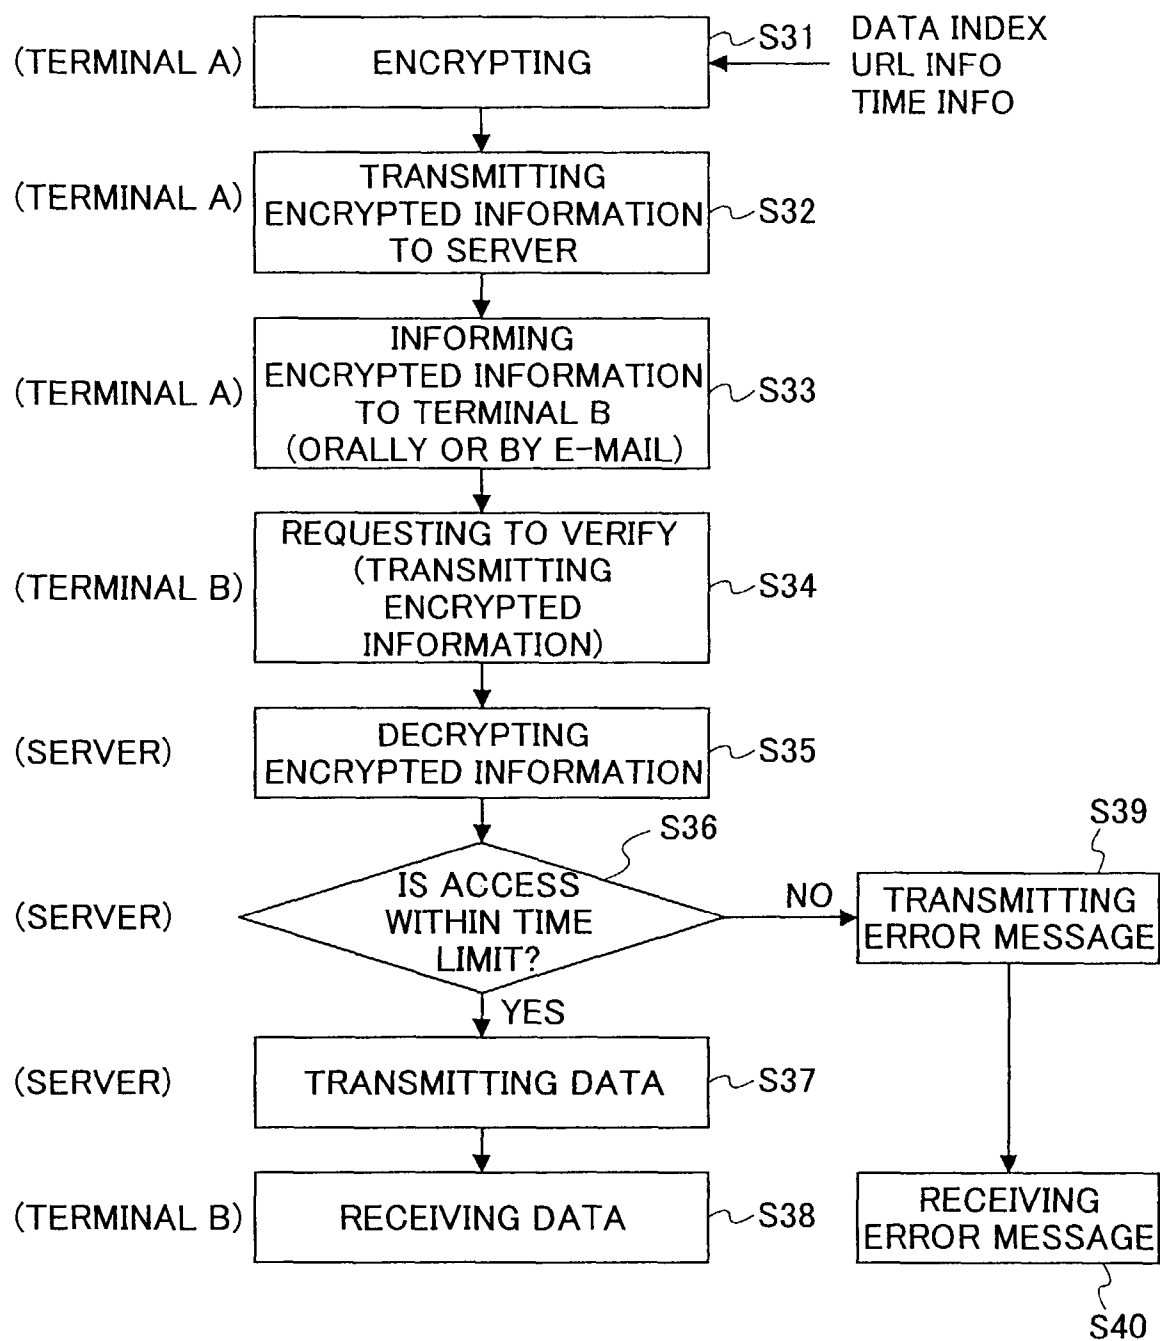 (TERMINAL A)
ENCRYPTING
S31
DATA INDEX
URL INFO
TIME INFO
(TERMINAL A)
TRANSMITTING
ENCRYPTED INFORMATION
TO SERVER
S32
(TERMINAL A)
INFORMING
ENCRYPTED INFORMATION
TO TERMINAL B
(ORALLY OR BY E-MAIL)
S33
(TERMINAL B)
REQUESTING TO VERIFY
(TRANSMITTING
ENCRYPTED
INFORMATION)
S34
(SERVER)
DECRYPTING
ENCRYPTED INFORMATION
S35
(SERVER)
IS ACCESS
WITHIN TIME
LIMIT?
S36
NO
YES
S39
TRANSMITTING
ERROR MESSAGE
(SERVER)
TRANSMITTING DATA
S37
(TERMINAL B)
RECEIVING DATA
S38
RECEIVING
ERROR MESSAGE
S40